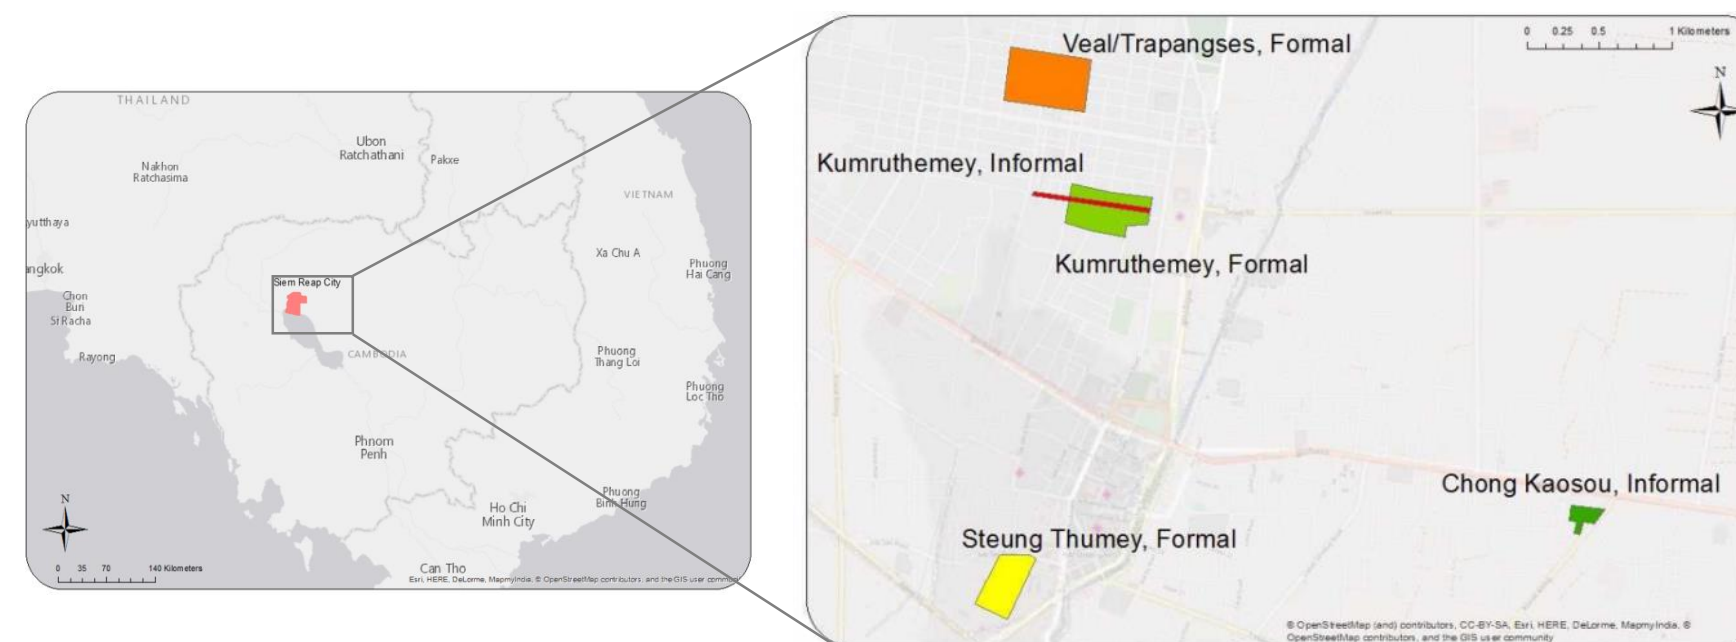 THAILAND
Ubon
Ratchathani
Pakxe
Nakhon
Ratchasima
VIETNAM
yutthaya
Xa Chu A
angkok
Phuong
Hai Cang
Siem Reap City
Chon
Buri
Si Racha
Rayong
CAMBODIA
Phuong
Thang Loi
Phuong
Loc Tho
Phnom
Penh
Phuong
Binh Hung
Ho Chi
Minh City
N
0 35 70 140 Kilometers
Can Tho
Esri, HERE, DeLorme, MapmyIndia, © OpenStreetMap contributors, and the GIS user commu
Veal/Trapangses, Formal
0 0.25 0.5 1 Kilometers
N
Kumruthemey, Informal
Kumruthemey, Formal
Chong Kaosou, Informal
Steung Thumey, Formal
© OpenStreetMap (and) contributors, CC-BY-SA, Esri, HERE, DeLorme, MapmyIndia, ©
OpenStreetMap contributors, and the GIS user community